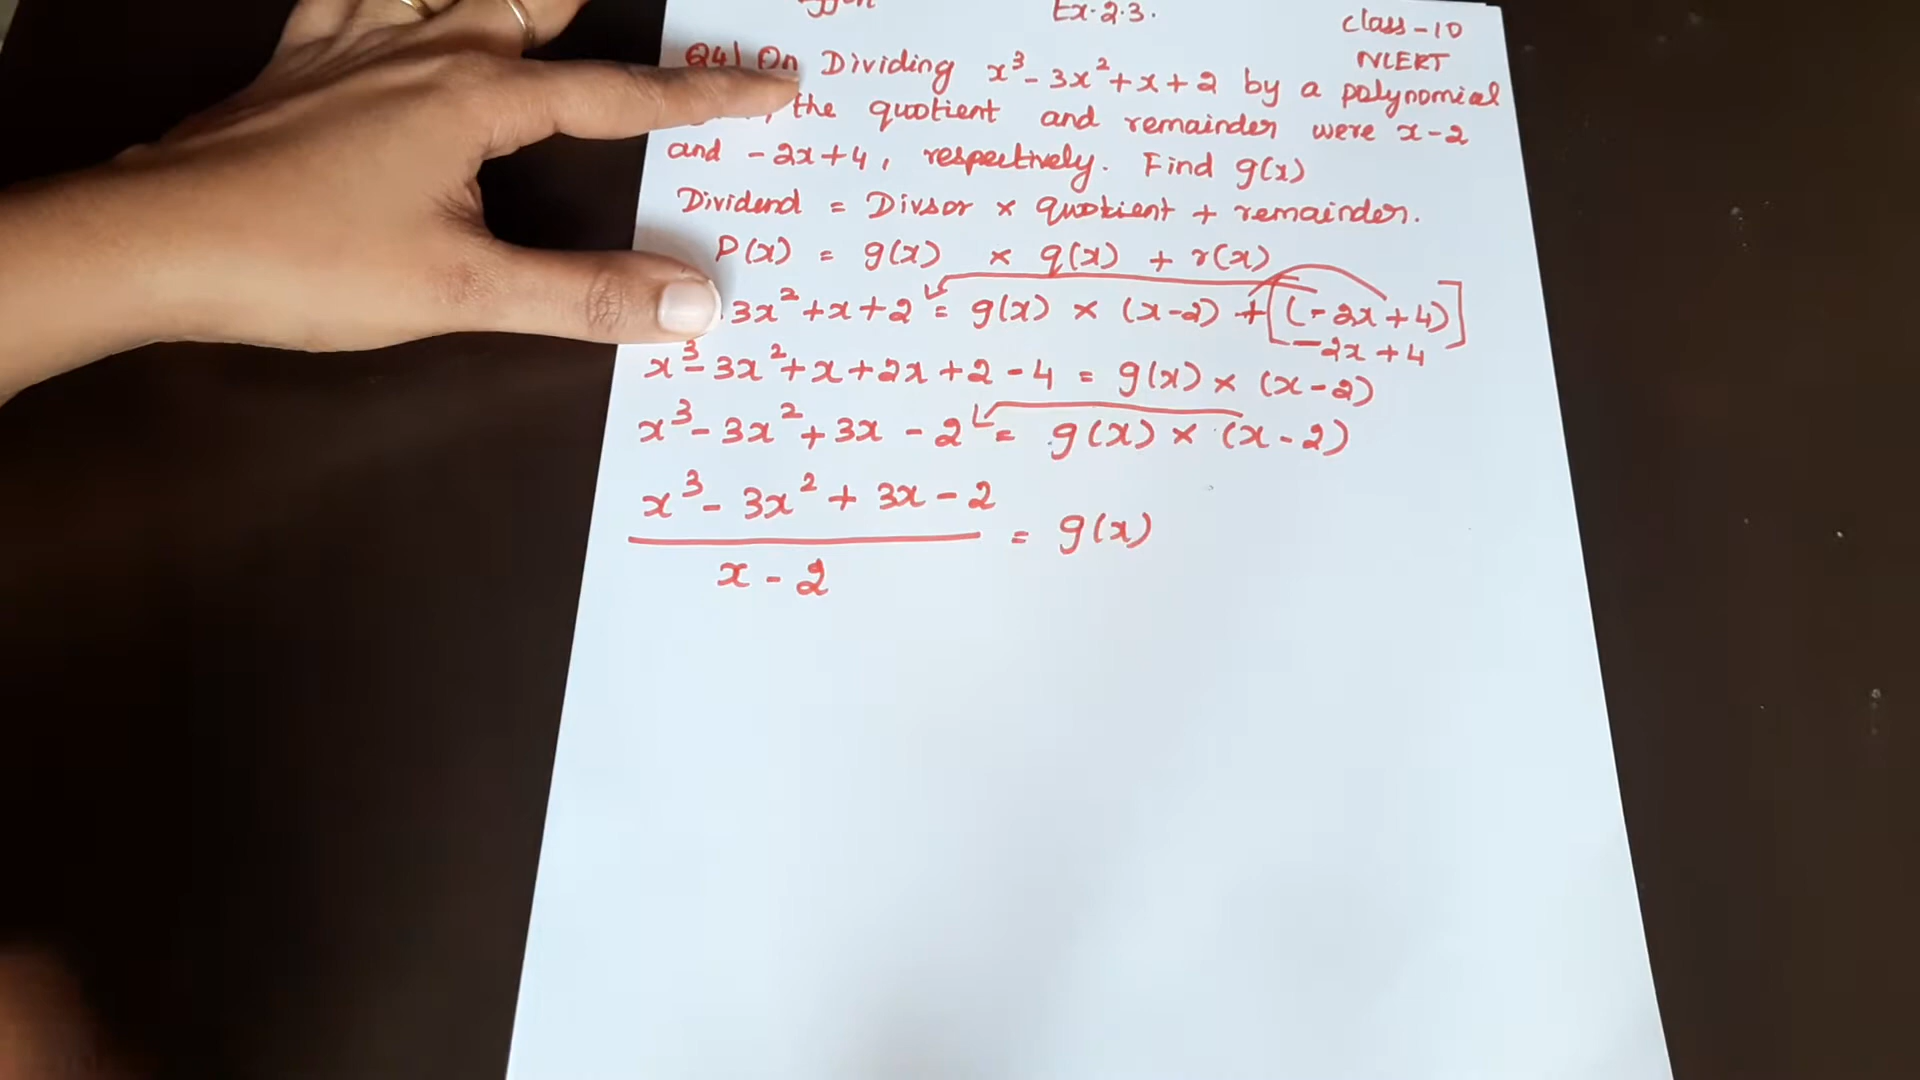 Ex. 2.3.
Class-10
NCERT
Q4) On Dividing x³ - 3x² + x + 2 by a polynomial
the quotient and remainder were x-2
and -2x+4, respectively. Find g(x)
Dividend = Divsor × quotient + remainder.
P(x) = g(x) × q(x) + r(x)
3x² + x + 2 = g(x) × (x-2) + [(-2x+4)]
-2x+4
x³ - 3x² + x + 2x + 2 - 4 = g(x) × (x-2)
x³ - 3x² + 3x - 2 = g(x) × (x-2)
x³ - 3x² + 3x - 2
= g(x)
x - 2